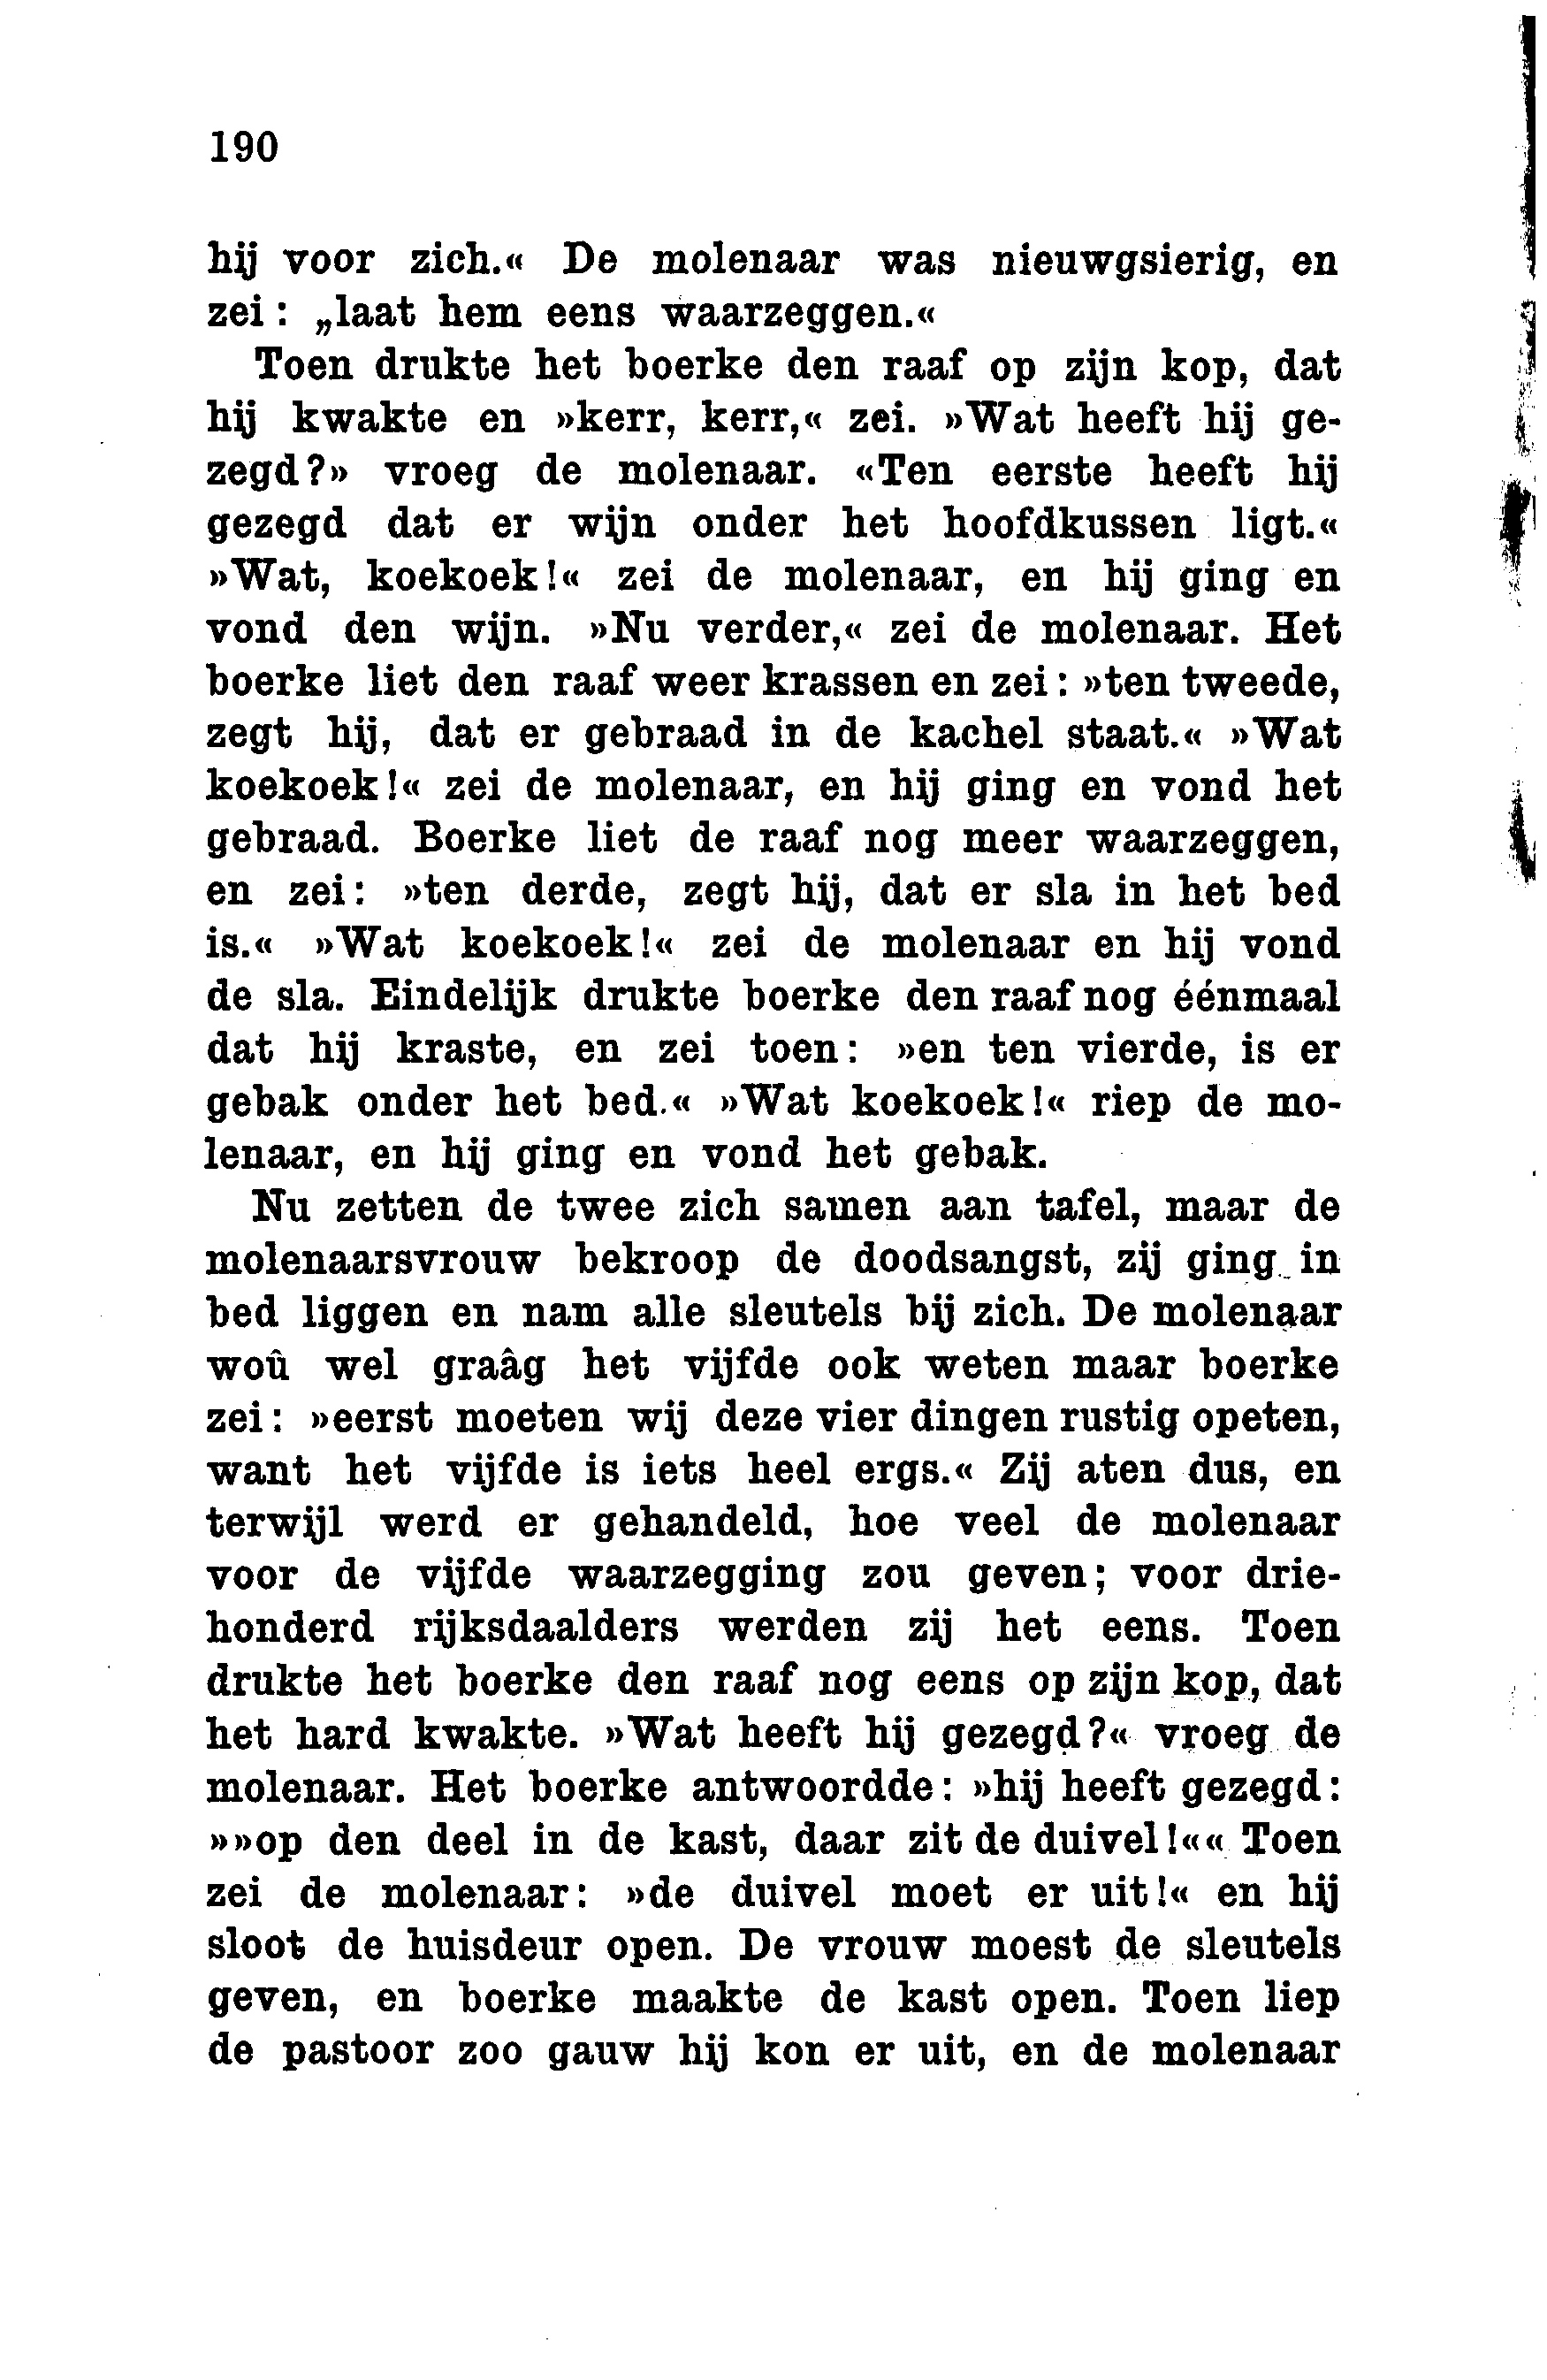 190
hij voor zich.« De molenaar was nieuwgsierig, en
zei: „laat hem eens waarzeggen.«
Toen drukte het boerke den raaf op zijn kop, dat
hij kwakte en »kerr, kerr,« zei. »Wat heeft hij ge-
zegd?» vroeg de molenaar. «Ten eerste heeft hij
gezegd dat er wijn onder het hoofdkussen ligt.«
»Wat, koekoek!« zei de molenaar, en hij ging en
vond den wijn. »Nu verder,« zei de molenaar. Het
boerke liet den raaf weer krassen en zei: »ten tweede,
zegt hij, dat er gebraad in de kachel staat.« »Wat
koekoek!« zei de molenaar, en hij ging en vond het
gebraad. Boerke liet de raaf nog meer waarzeggen,
en zei: »ten derde, zegt hij, dat er sla in het bed
is.« »Wat koekoek!« zei de molenaar en hij vond
de sla. Eindelijk drukte boerke den raaf nog éénmaal
dat hij kraste, en zei toen: »en ten vierde, is er
gebak onder het bed.« »Wat koekoek!« riep de mo-
lenaar, en hij ging en vond het gebak.
Nu zetten de twee zich samen aan tafel, maar de
molenaarsvrouw bekroop de doodsangst, zij ging in
bed liggen en nam alle sleutels bij zich. De molenaar
woû wel graâg het vijfde ook weten maar boerke
zei: »eerst moeten wij deze vier dingen rustig opeten,
want het vijfde is iets heel ergs.« Zij aten dus, en
terwijl werd er gehandeld, hoe veel de molenaar
voor de vijfde waarzegging zou geven; voor drie-
honderd rijksdaalders werden zij het eens. Toen
drukte het boerke den raaf nog eens op zijn kop, dat
het hard kwakte. »Wat heeft hij gezegd?« vroeg de
molenaar. Het boerke antwoordde: »hij heeft gezegd:
»»op den deel in de kast, daar zit de duivel!«« Toen
zei de molenaar: »de duivel moet er uit!« en hij
sloot de huisdeur open. De vrouw moest de sleutels
geven, en boerke maakte de kast open. Toen liep
de pastoor zoo gauw hij kon er uit, en de molenaar